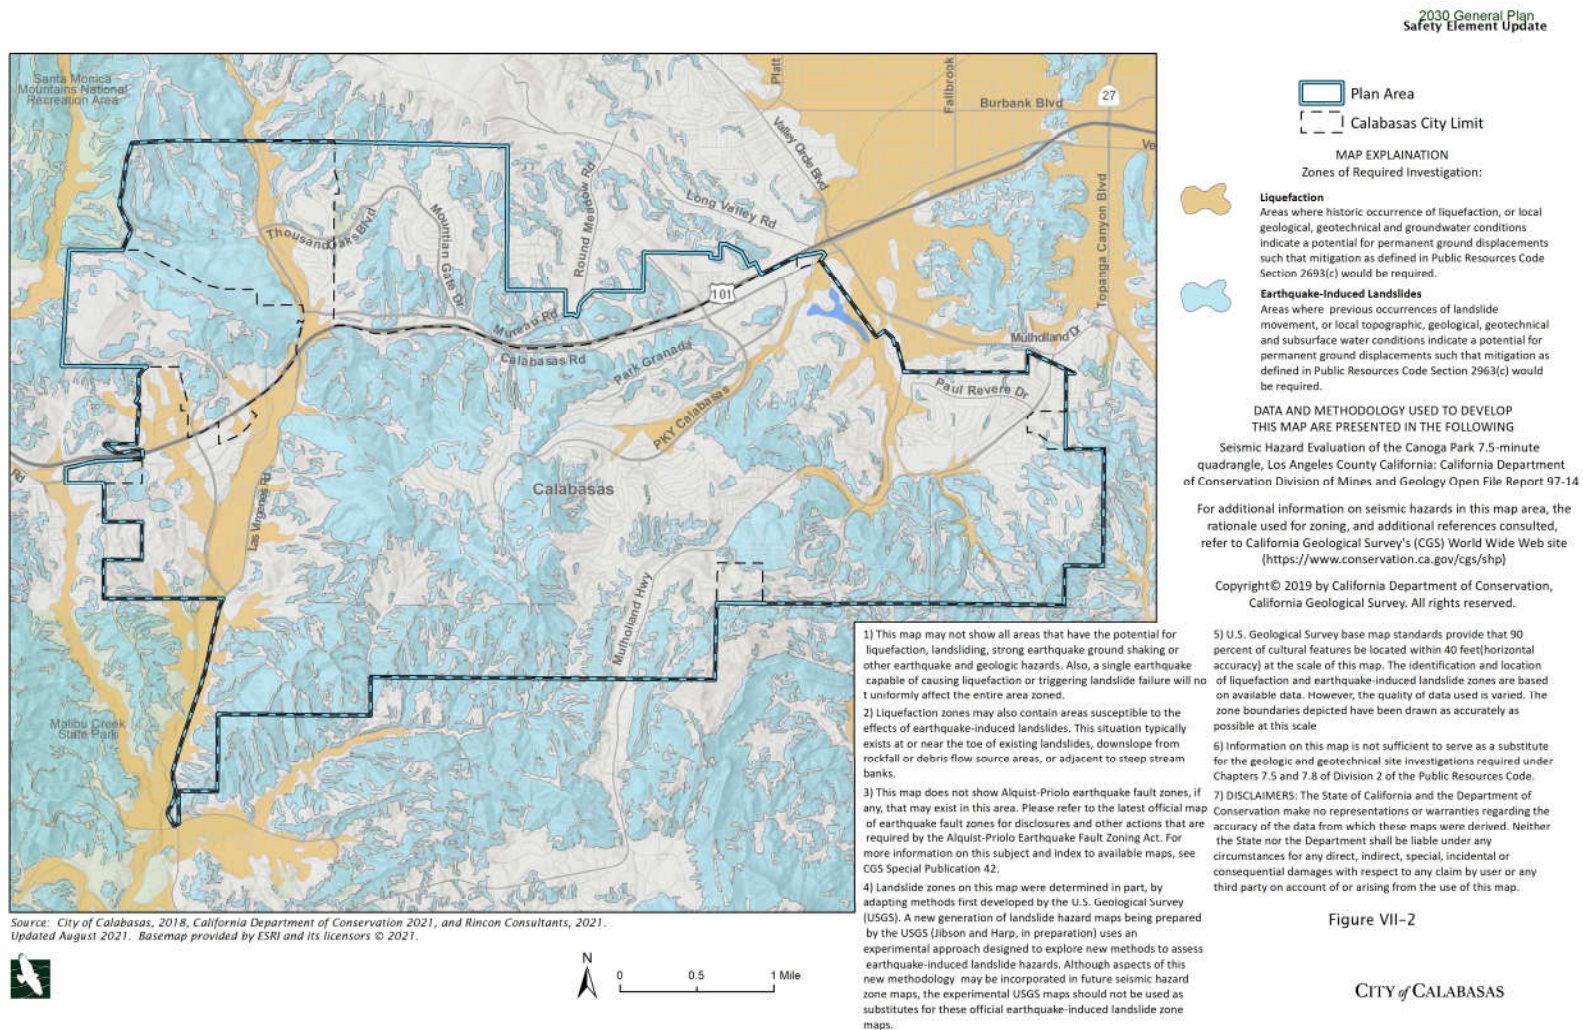 2030 General Plan
Safety Element Update
Santa Monica
Mountains National
Recreation Area
Platt
Fallbrook
Burbank Blvd
27
Valley Circle Blvd
Ve
Long Valley Rd
Round Meadow Rd
Mountian Gate Dr
Thousand Oaks Blvd
Topanga Canyon Blvd
101
Mureau Rd
Calabasas Rd
Park Granada
Mulholland Dr
Paul Revere Dr
PKY Calabasas
Rd
Calabasas
Las Virgenes Rd
Mulholland Hwy
Malibu Creek
State Park
Plan Area
Calabasas City Limit
MAP EXPLAINATION
Zones of Required Investigation:
Liquefaction
Areas where historic occurrence of liquefaction, or local
geological, geotechnical and groundwater conditions
indicate a potential for permanent ground displacements
such that mitigation as defined in Public Resources Code
Section 2693(c) would be required.
Earthquake-Induced Landslides
Areas where previous occurrences of landslide
movement, or local topographic, geological, geotechnical
and subsurface water conditions indicate a potential for
permanent ground displacements such that mitigation as
defined in Public Resources Code Section 2963(c) would
be required.
DATA AND METHODOLOGY USED TO DEVELOP
THIS MAP ARE PRESENTED IN THE FOLLOWING
Seismic Hazard Evaluation of the Canoga Park 7.5-minute
quadrangle, Los Angeles County California: California Department
of Conservation Division of Mines and Geology Open File Report 97-14
For additional information on seismic hazards in this map area, the
rationale used for zoning, and additional references consulted,
refer to California Geological Survey's (CGS) World Wide Web site
(https://www.conservation.ca.gov/cgs/shp)
Copyright© 2019 by California Department of Conservation,
California Geological Survey. All rights reserved.
1) This map may not show all areas that have the potential for
liquefaction, landsliding, strong earthquake ground shaking or
other earthquake and geologic hazards. Also, a single earthquake
capable of causing liquefaction or triggering landslide failure will no
t uniformly affect the entire area zoned.
2) Liquefaction zones may also contain areas susceptible to the
effects of earthquake-induced landslides. This situation typically
exists at or near the toe of existing landslides, downslope from
rockfall or debris flow source areas, or adjacent to steep stream
banks.
3) This map does not show Alquist-Priolo earthquake fault zones, if
any, that may exist in this area. Please refer to the latest official map
of earthquake fault zones for disclosures and other actions that are
required by the Alquist-Priolo Earthquake Fault Zoning Act. For
more information on this subject and index to available maps, see
CGS Special Publication 42.
4) Landslide zones on this map were determined in part, by
adapting methods first developed by the U.S. Geological Survey
(USGS). A new generation of landslide hazard maps being prepared
by the USGS (Jibson and Harp, in preparation) uses an
experimental approach designed to explore new methods to assess
earthquake-induced landslide hazards. Although aspects of this
new methodology may be incorporated in future seismic hazard
zone maps, the experimental USGS maps should not be used as
substitutes for these official earthquake-induced landslide zone
maps.
5) U.S. Geological Survey base map standards provide that 90
percent of cultural features be located within 40 feet(horizontal
accuracy) at the scale of this map. The identification and location
of liquefaction and earthquake-induced landslide zones are based
on available data. However, the quality of data used is varied. The
zone boundaries depicted have been drawn as accurately as
possible at this scale
6) Information on this map is not sufficient to serve as a substitute
for the geologic and geotechnical site investigations required under
Chapters 7.5 and 7.8 of Division 2 of the Public Resources Code.
7) DISCLAIMERS: The State of California and the Department of
Conservation make no representations or warranties regarding the
accuracy of the data from which these maps were derived. Neither
the State nor the Department shall be liable under any
circumstances for any direct, indirect, special, incidental or
consequential damages with respect to any claim by user or any
third party on account of or arising from the use of this map.
Source: City of Calabasas, 2018, California Department of Conservation 2021, and Rincon Consultants, 2021.
Updated August 2021. Basemap provided by ESRI and its licensors © 2021.
N
0 0.5 1 Mile
Figure VII-2
CITY of CALABASAS